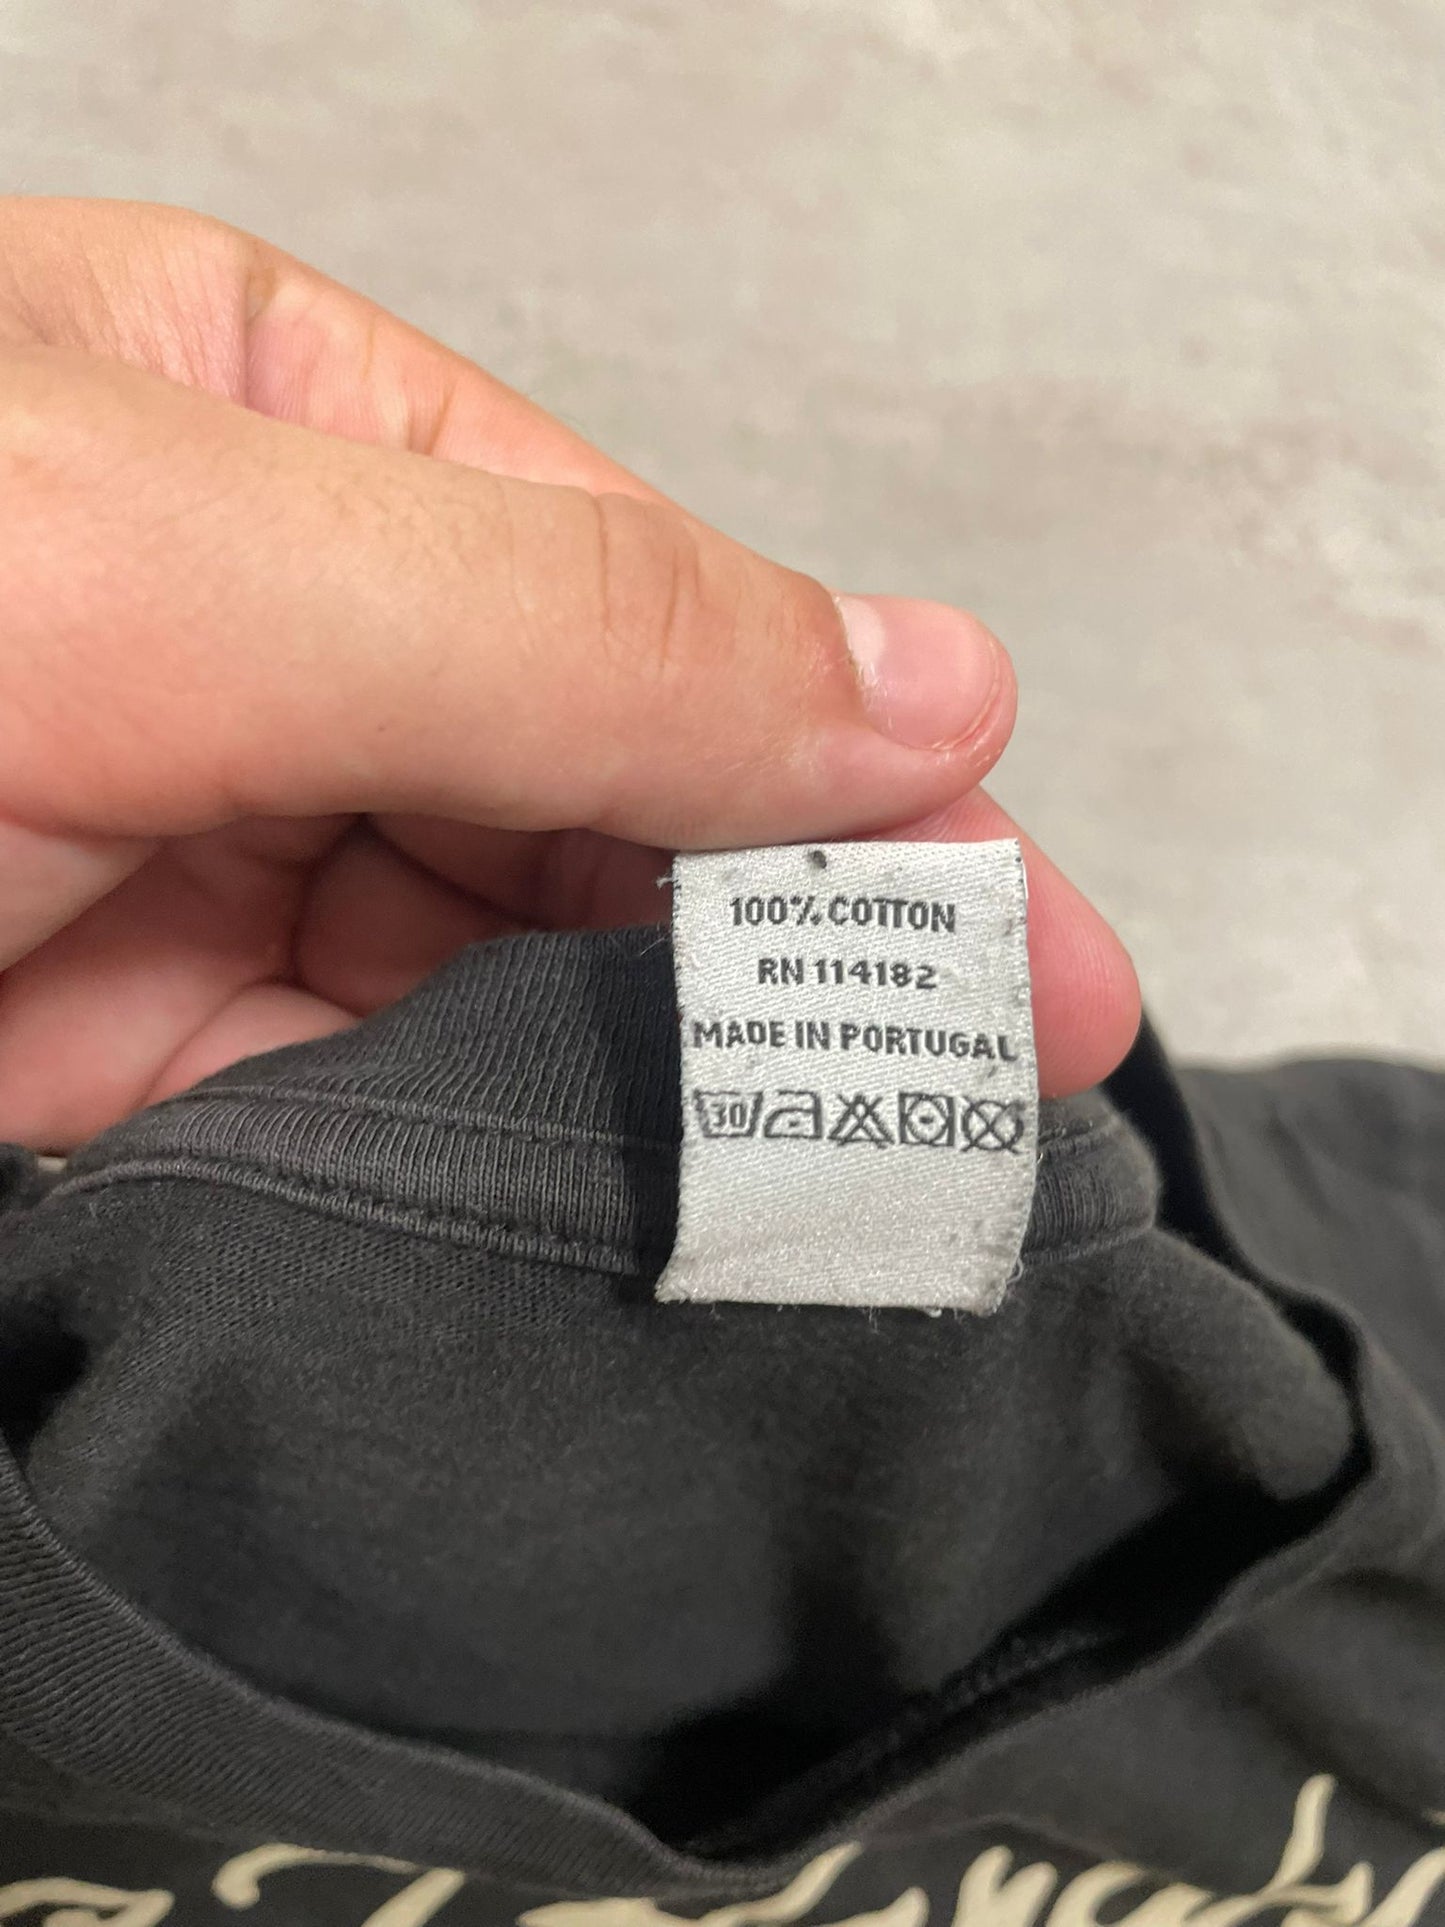 100% COTTON
RN 114182
MADE IN PORTUGAL
30